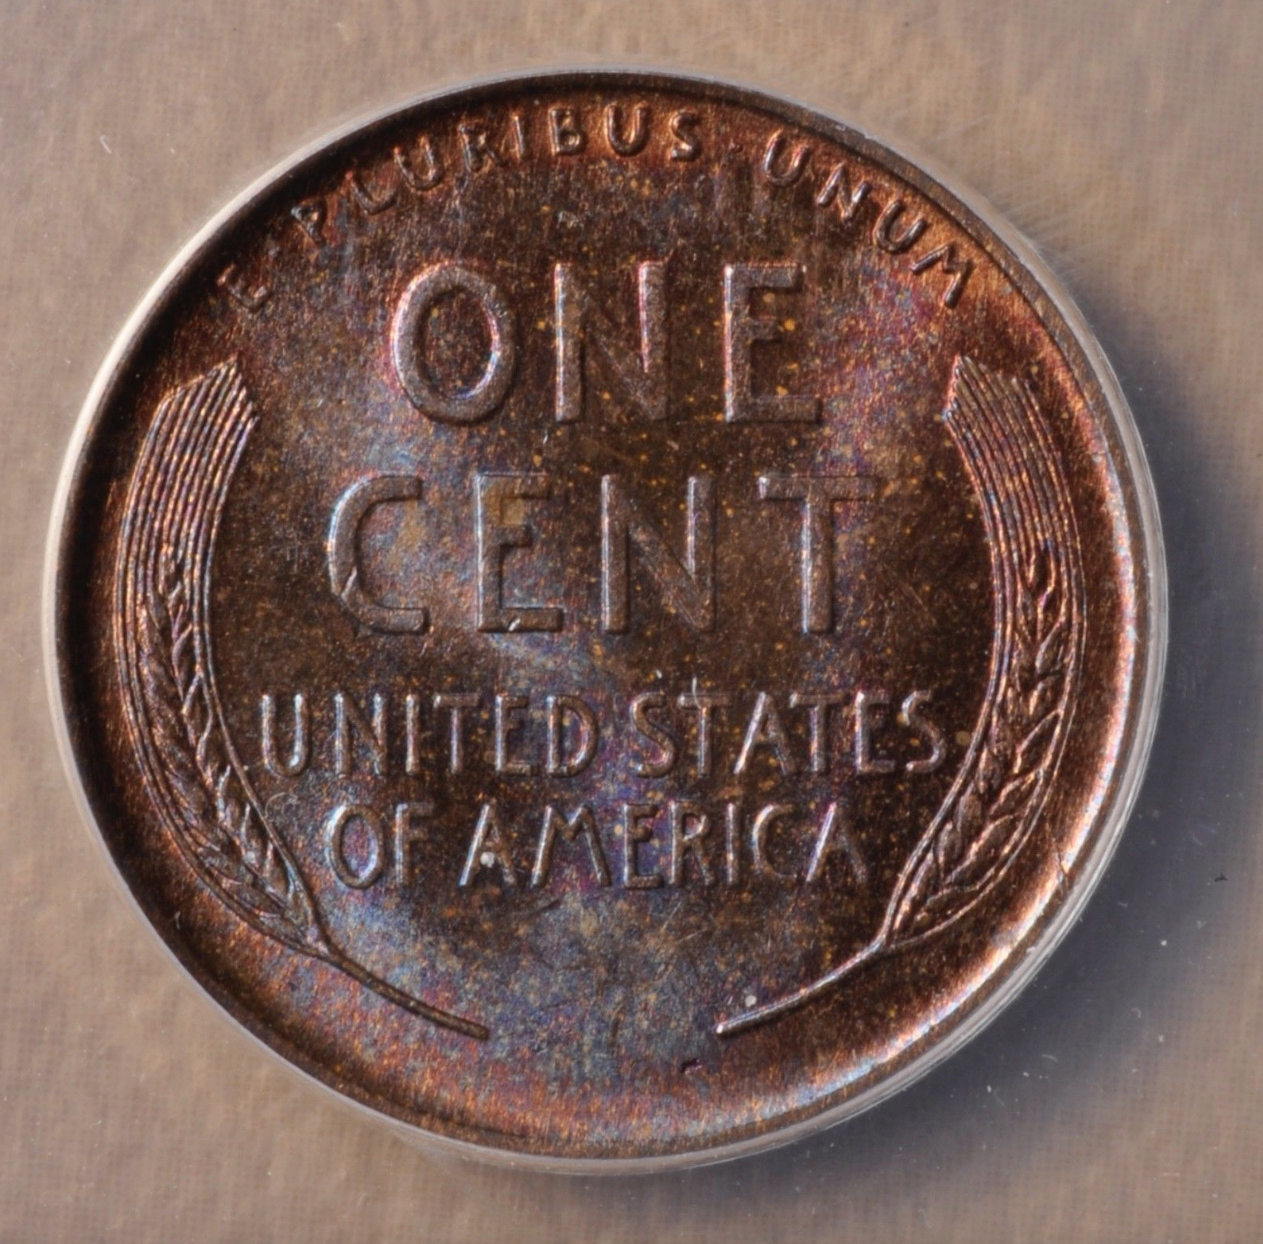 E·PLURIBUS·UNUM
ONE
CENT
UNITED STATES
OF AMERICA